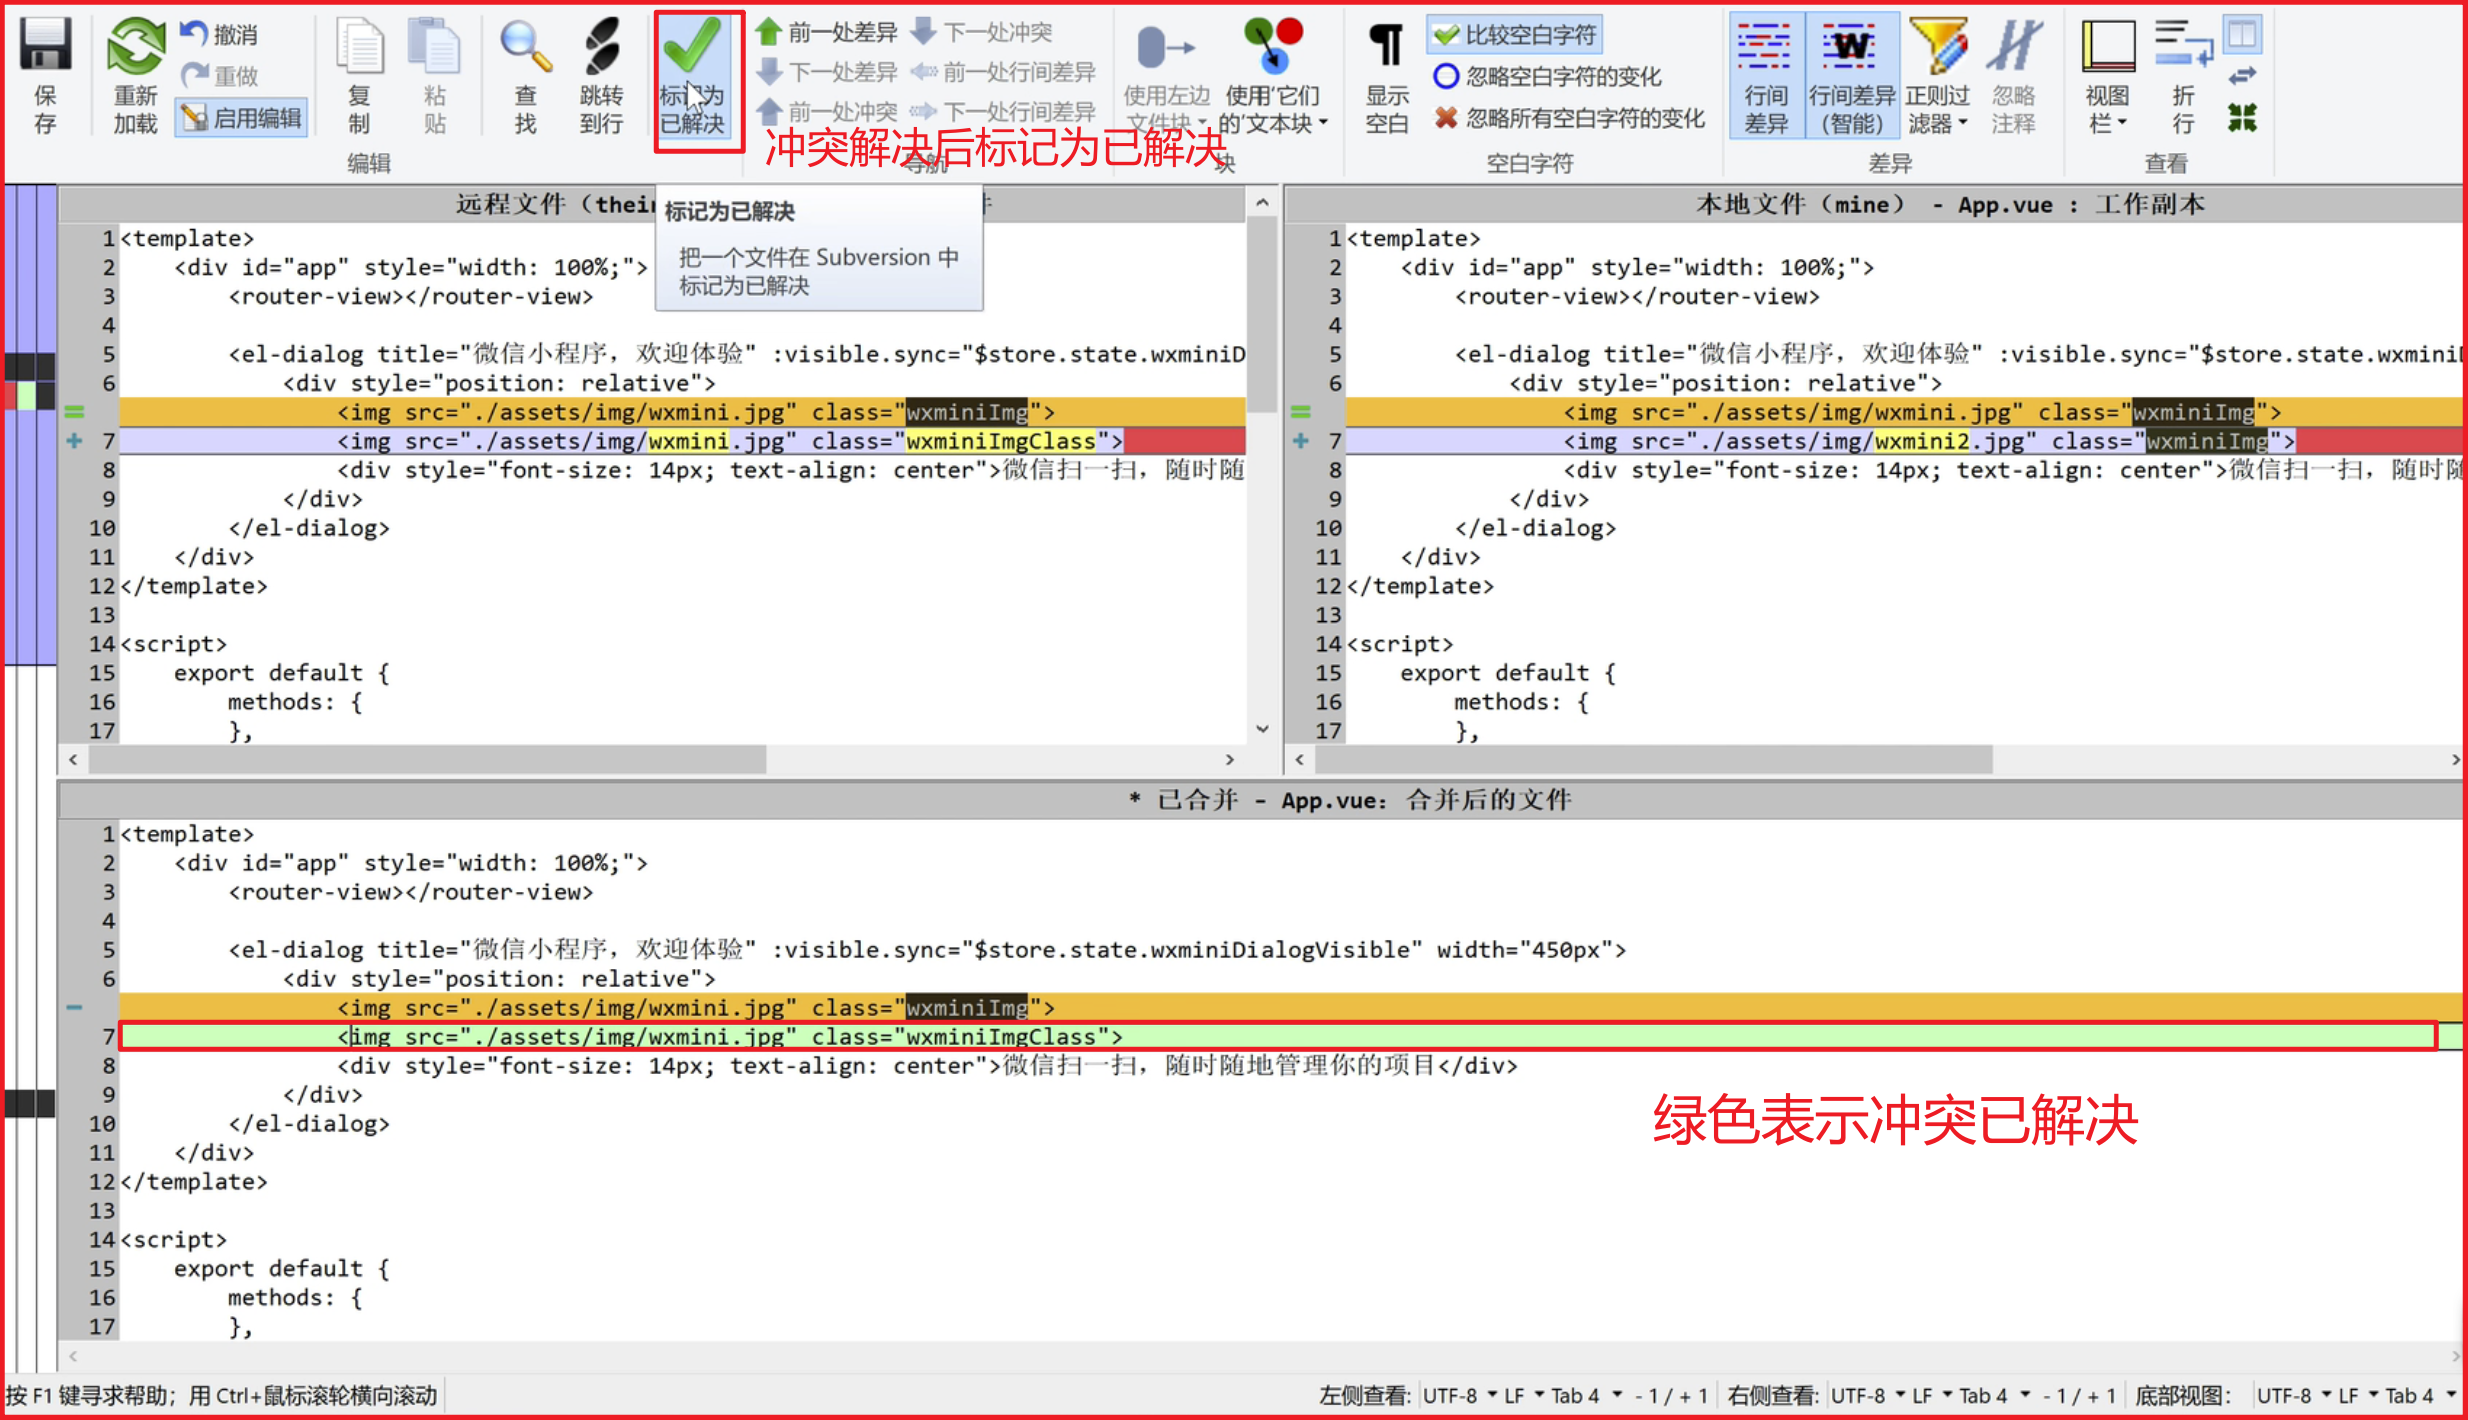 保存
重新加载
撤消
重做
启用编辑
复制
粘贴
编辑
查找
跳转到行
标记为已解决
前一处差异
下一处差异
前一处冲突
下一处冲突
前一处行间差异
下一处行间差异
导航
冲突解决后标记为已解决
使用左边文件块
使用'它们的'文本块
块
显示空白
比较空白字符
忽略空白字符的变化
忽略所有空白字符的变化
空白字符
行间差异
行间差异(智能)
正则过滤器
忽略注释
差异
视图栏
折行
查看
远程文件（their
标记为已解决
把一个文件在 Subversion 中
标记为已解决
1<template>
2    <div id="app" style="width: 100%;">
3        <router-view></router-view>
4
5        <el-dialog title="微信小程序，欢迎体验" :visible.sync="$store.state.wxminiD
6            <div style="position: relative">
<img src="./assets/img/wxmini.jpg" class="wxminiImg">
7                <img src="./assets/img/wxmini.jpg" class="wxminiImgClass">
8                <div style="font-size: 14px; text-align: center">微信扫一扫，随时随
9            </div>
10        </el-dialog>
11    </div>
12</template>
13
14<script>
15    export default {
16        methods: {
17        },
本地文件（mine） - App.vue : 工作副本
1<template>
2    <div id="app" style="width: 100%;">
3        <router-view></router-view>
4
5        <el-dialog title="微信小程序，欢迎体验" :visible.sync="$store.state.wxmini
6            <div style="position: relative">
<img src="./assets/img/wxmini.jpg" class="wxminiImg">
7                <img src="./assets/img/wxmini2.jpg" class="wxminiImg">
8                <div style="font-size: 14px; text-align: center">微信扫一扫，随时随
9            </div>
10        </el-dialog>
11    </div>
12</template>
13
14<script>
15    export default {
16        methods: {
17        },
* 已合并 - App.vue: 合并后的文件
1<template>
2    <div id="app" style="width: 100%;">
3        <router-view></router-view>
4
5        <el-dialog title="微信小程序，欢迎体验" :visible.sync="$store.state.wxminiDialogVisible" width="450px">
6            <div style="position: relative">
<img src="./assets/img/wxmini.jpg" class="wxminiImg">
7                <img src="./assets/img/wxmini.jpg" class="wxminiImgClass">
8                <div style="font-size: 14px; text-align: center">微信扫一扫，随时随地管理你的项目</div>
9            </div>
10        </el-dialog>
11    </div>
12</template>
13
14<script>
15    export default {
16        methods: {
17        },
绿色表示冲突已解决
按 F1 键寻求帮助；用 Ctrl+鼠标滚轮横向滚动
左侧查看: UTF-8 LF Tab 4 - 1 / + 1 右侧查看: UTF-8 LF Tab 4 - 1 / + 1 底部视图: UTF-8 LF Tab 4